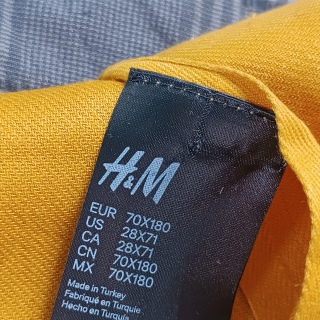 H&M
EUR 70X180
US 28X71
CA 28X71
CN 70X180
MX 70X180
Made in Turkey
Fabriqué en Turquie
Hecho en Turquía